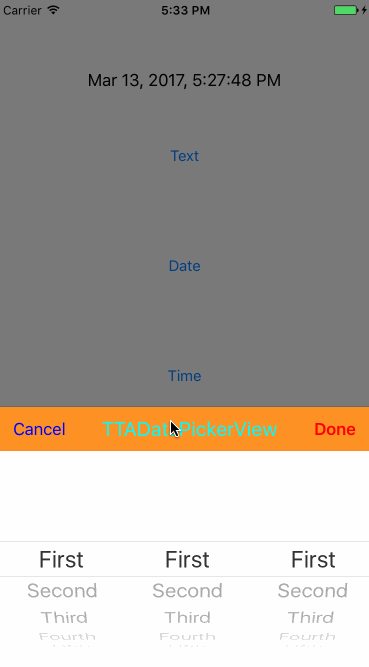 Carrier 5:33 PM
Mar 13, 2017, 5:27:48 PM
Text
Date
Time
Cancel TTADataPickerView Done
First First First
Second Second Second
Third Third Third
Fourth Fourth Fourth